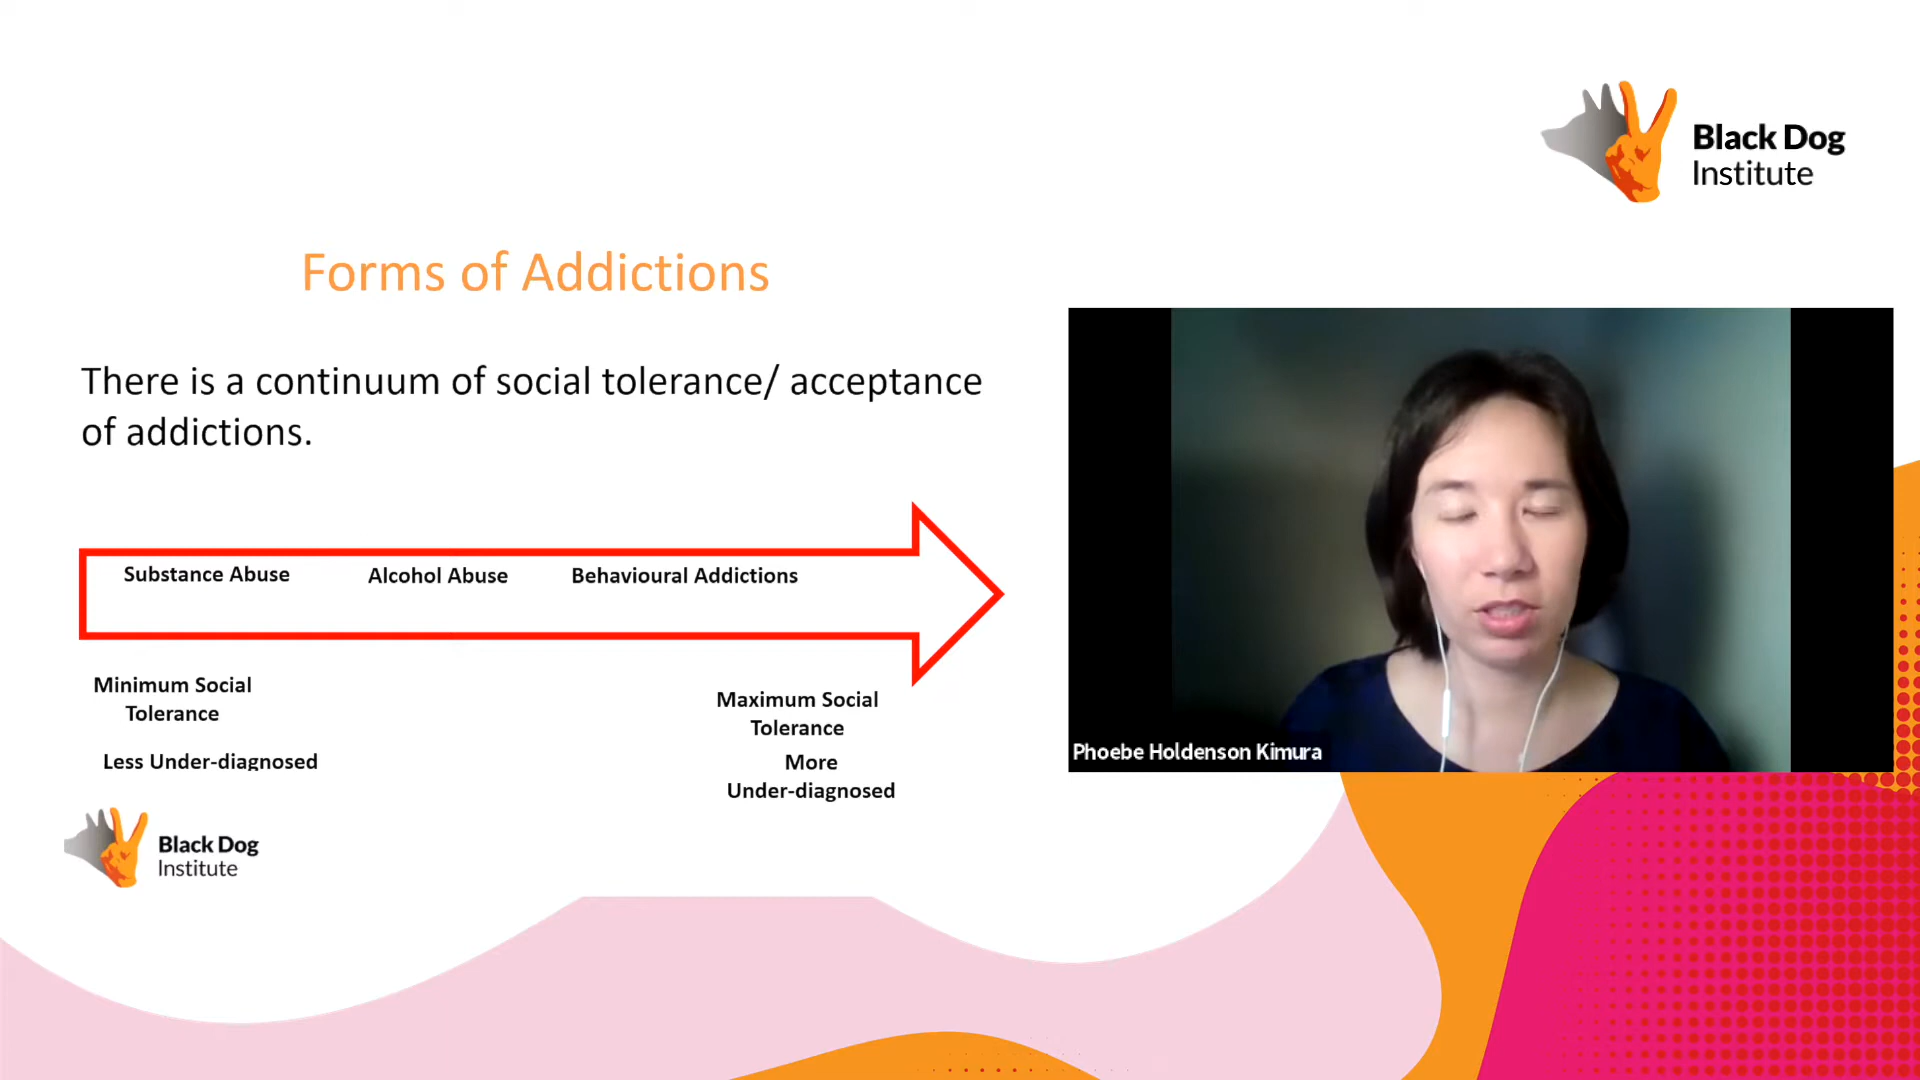 Black Dog
Institute
Forms of Addictions
There is a continuum of social tolerance/ acceptance
of addictions.
Substance Abuse
Alcohol Abuse
Behavioural Addictions
Minimum Social
Tolerance
Less Under-diagnosed
Maximum Social
Tolerance
More
Under-diagnosed
Phoebe Holdenson Kimura
Black Dog
Institute